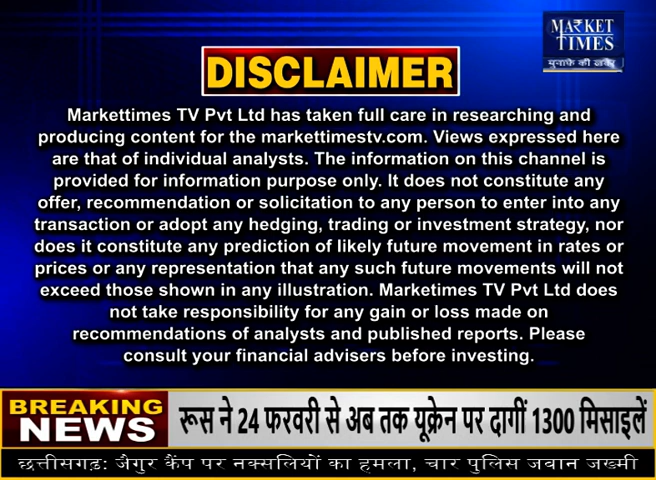 MARKET
TIMES
मुनाफे की खबर
DISCLAIMER
Markettimes TV Pvt Ltd has taken full care in researching and
producing content for the markettimestv.com. Views expressed here
are that of individual analysts. The information on this channel is
provided for information purpose only. It does not constitute any
offer, recommendation or solicitation to any person to enter into any
transaction or adopt any hedging, trading or investment strategy, nor
does it constitute any prediction of likely future movement in rates or
prices or any representation that any such future movements will not
exceed those shown in any illustration. Marketimes TV Pvt Ltd does
not take responsibility for any gain or loss made on
recommendations of analysts and published reports. Please
consult your financial advisers before investing.
BREAKING
NEWS
रूस ने 24 फरवरी से अब तक यूक्रेन पर दागीं 1300 मिसाइलें
छत्तीसगढ़: जैगुर कैंप पर नक्सलियों का हमला, चार पुलिस जवान जख्मी